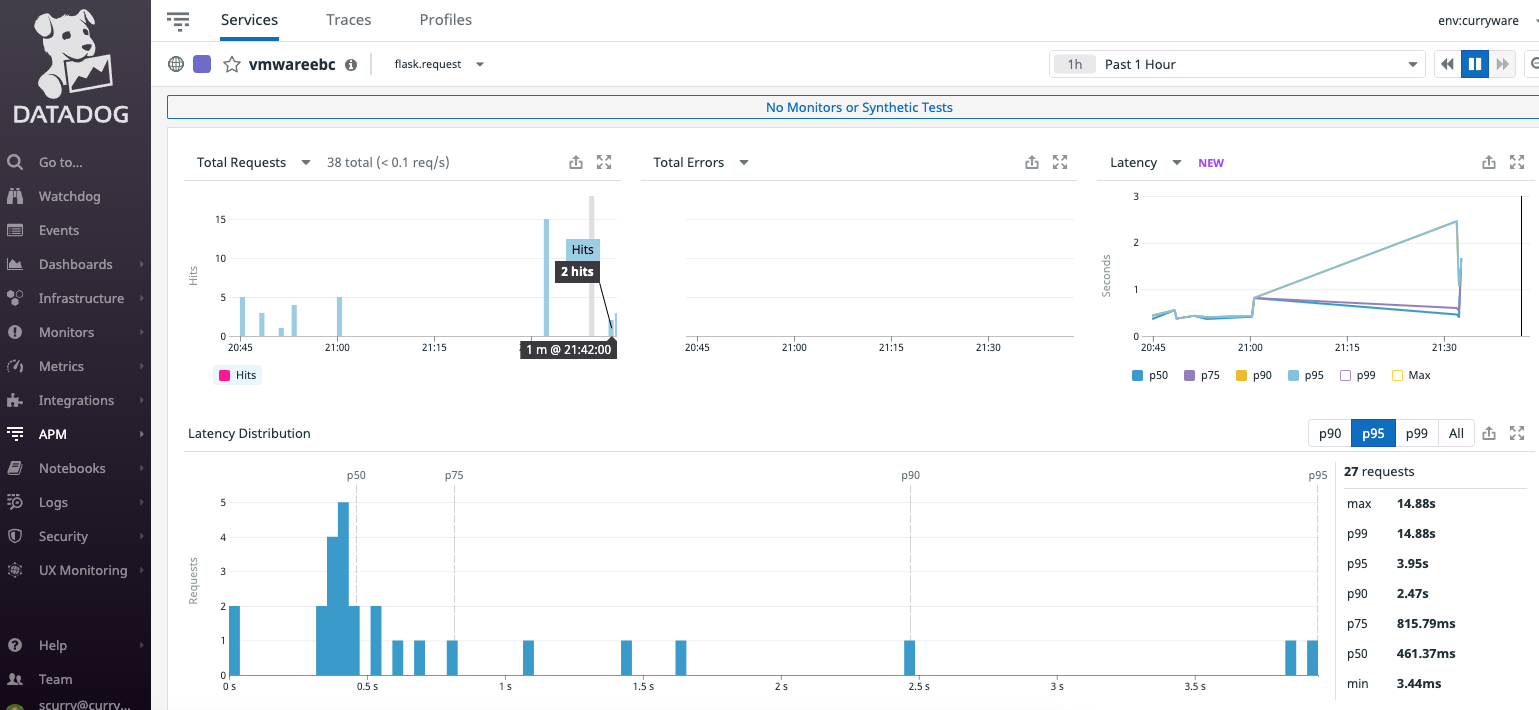 DATADOG
Go to...
Watchdog
Events
Dashboards
Infrastructure
Monitors
Metrics
Integrations
APM
Notebooks
Logs
Security
UX Monitoring
Help
Team
scurry@curry...
Services Traces Profiles env:curryware
vmwareebc flask.request 1h Past 1 Hour
No Monitors or Synthetic Tests
Total Requests 38 total (< 0.1 req/s)
Hits
15
10
5
0
20:45 21:00 21:15
Hits
2 hits
1 m @ 21:42:00
Hits
Total Errors
20:45 21:00 21:15 21:30
Latency NEW
Seconds
3
2
1
0
20:45 21:00 21:15 21:30
p50 p75 p90 p95 p99 Max
Latency Distribution p90 p95 p99 All
p50 p75 p90 p95
Requests
5
4
3
2
1
0
0 s 0.5 s 1 s 1.5 s 2 s 2.5 s 3 s 3.5 s
27 requests
max 14.88s
p99 14.88s
p95 3.95s
p90 2.47s
p75 815.79ms
p50 461.37ms
min 3.44ms